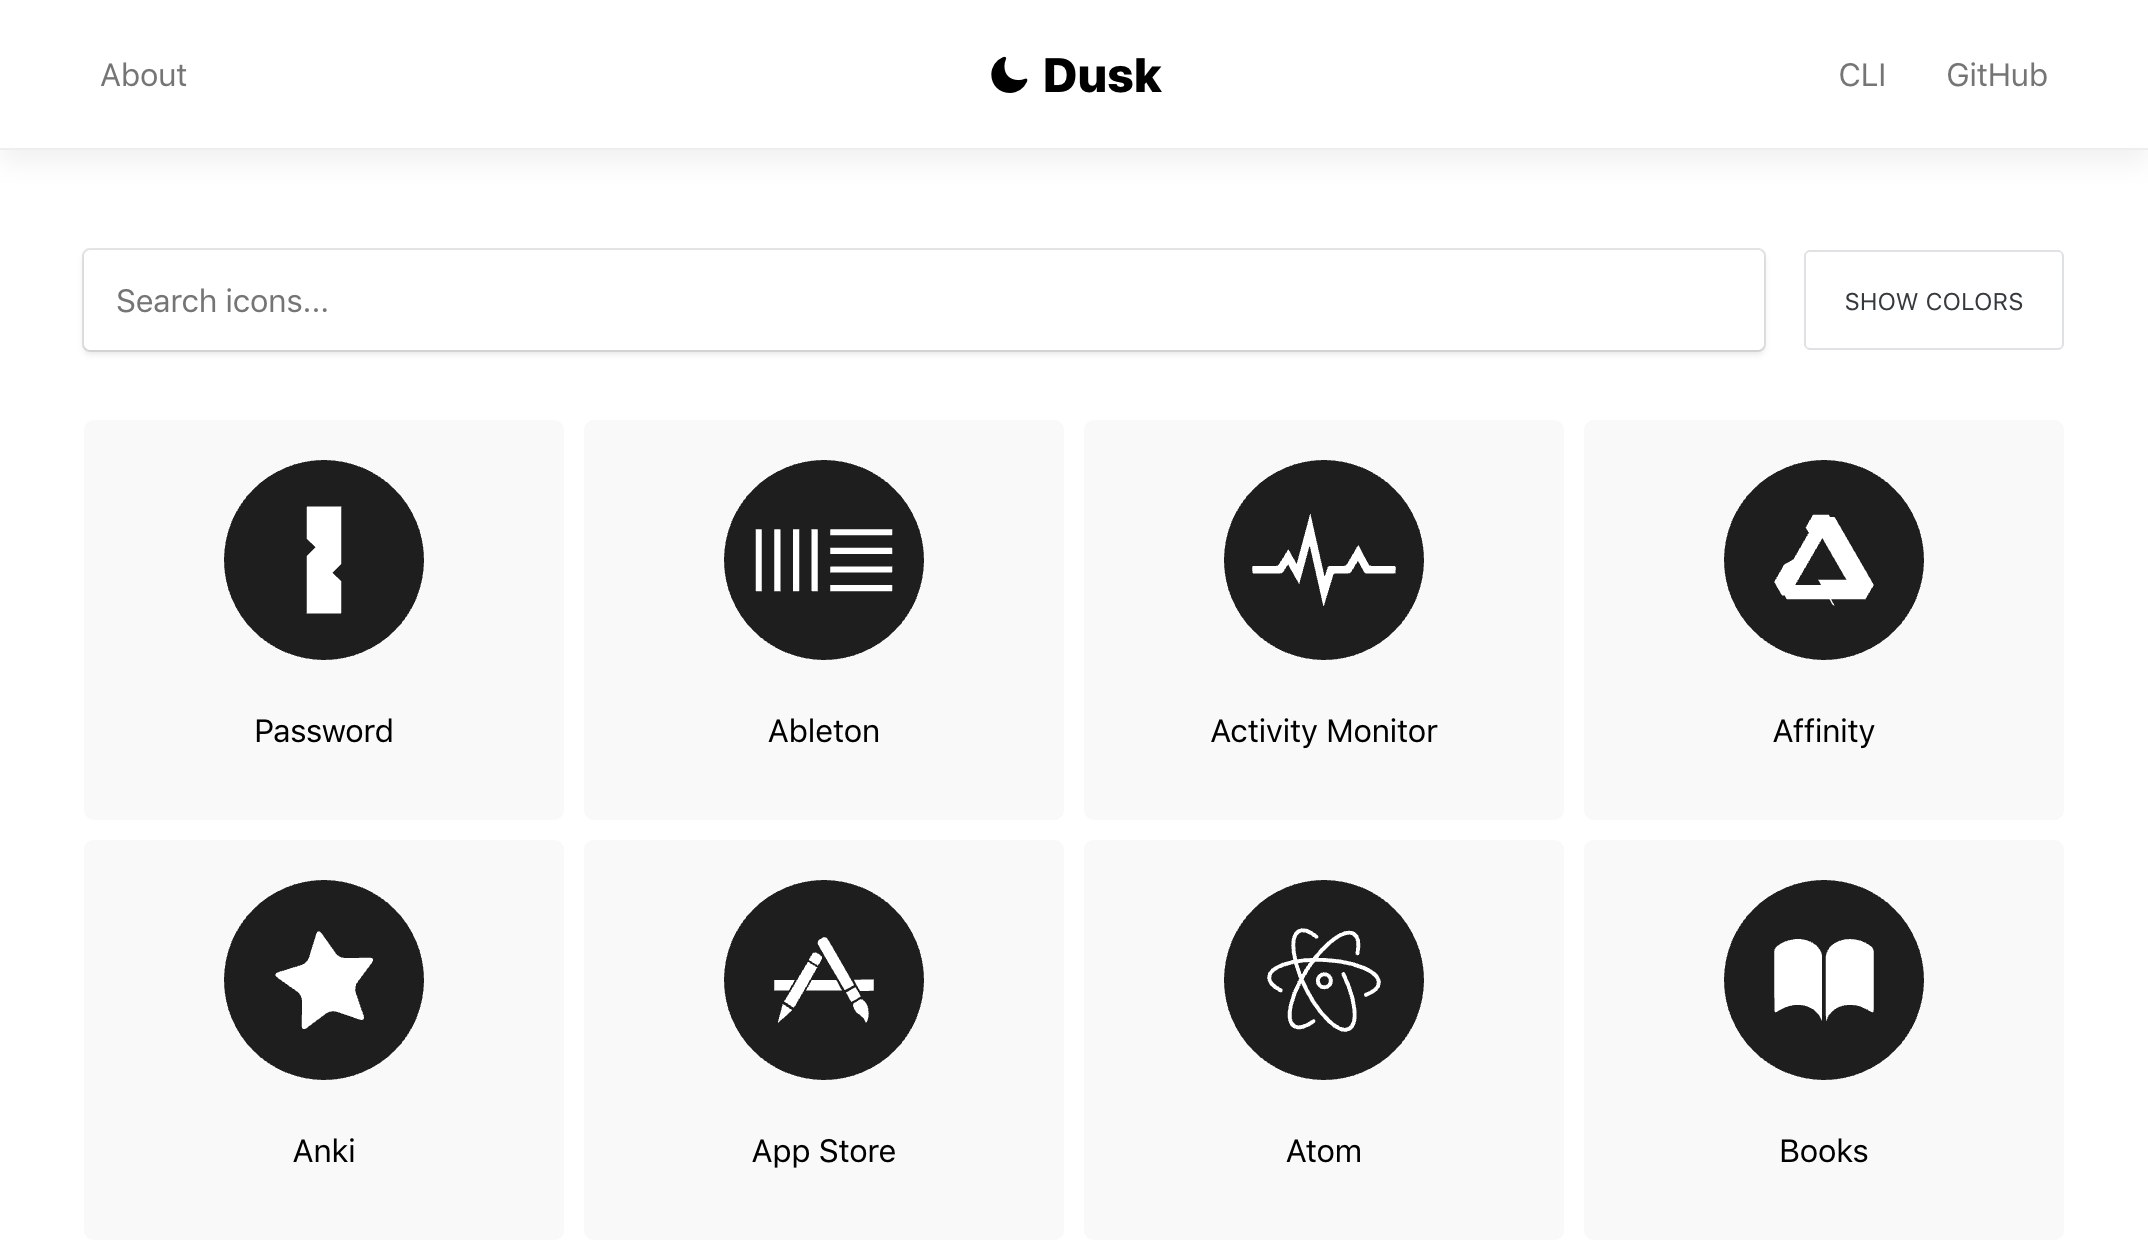 About
Dusk
CLI
GitHub
Search icons...
SHOW COLORS
Password
Ableton
Activity Monitor
Affinity
Anki
App Store
Atom
Books